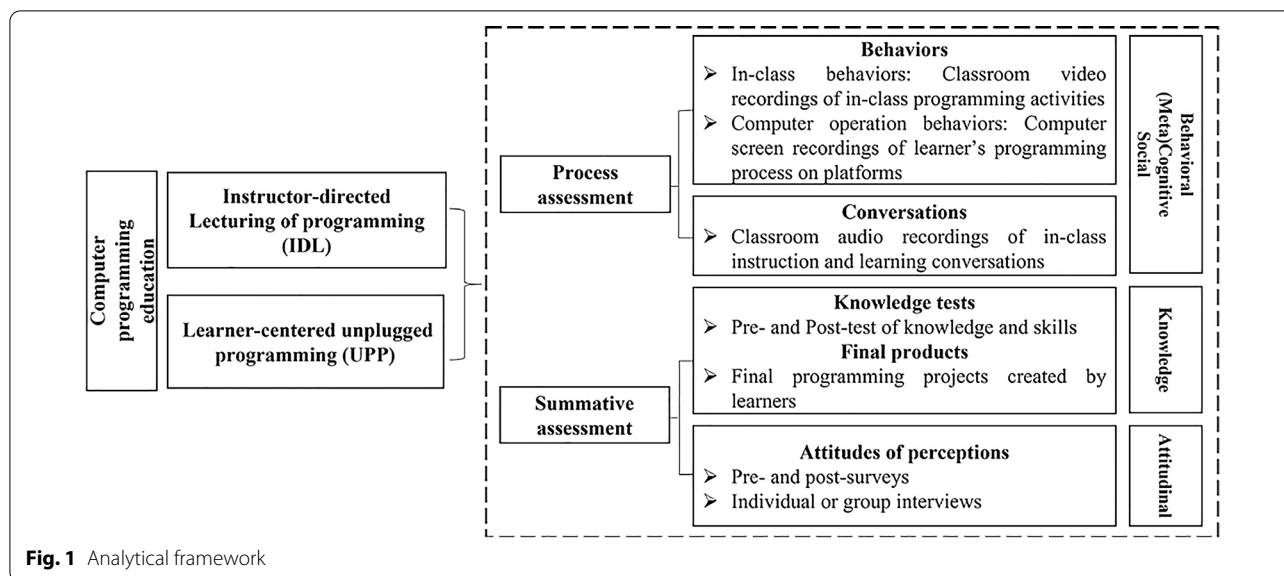 Computer
programming
education
Instructor-directed
Lecturing of programming
(IDL)
Learner-centered unplugged
programming (UPP)
Process
assessment
Summative
assessment
Behaviors
➢ In-class behaviors: Classroom video
recordings of in-class programming activities
➢ Computer operation behaviors: Computer
screen recordings of learner's programming
process on platforms
Conversations
➢ Classroom audio recordings of in-class
instruction and learning conversations
Knowledge tests
➢ Pre- and Post-test of knowledge and skills
Final products
➢ Final programming projects created by
learners
Attitudes of perceptions
➢ Pre- and post-surveys
➢ Individual or group interviews
Behavioral
(Meta)Cognitive
Social
Knowledge
Attitudinal
Fig. 1 Analytical framework